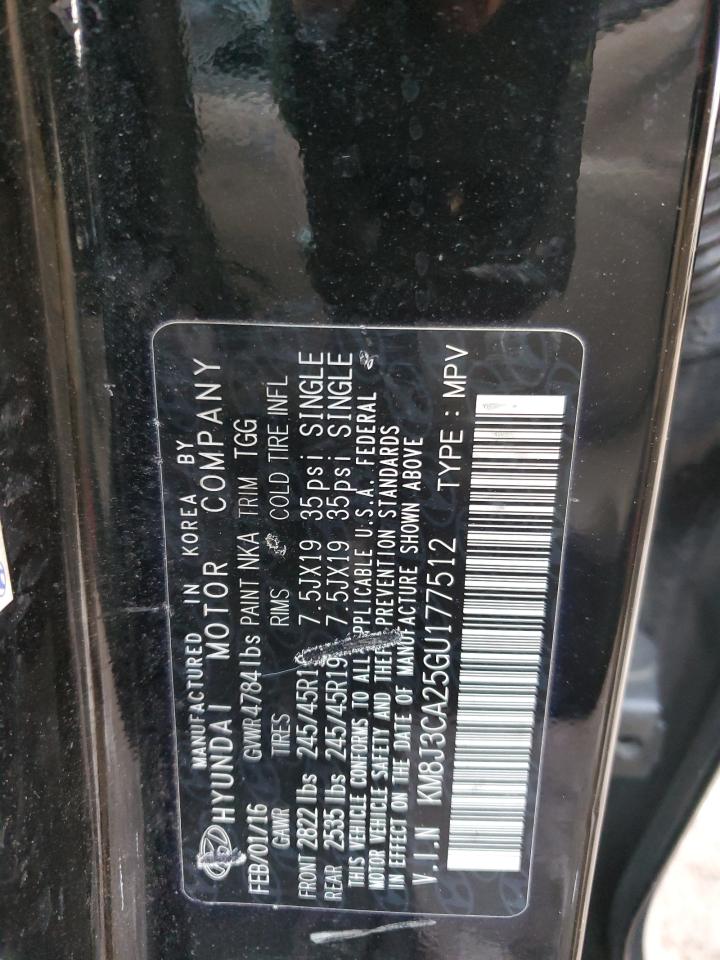 MANUFACTURED IN KOREA BY
HYUNDAI MOTOR COMPANY
FEB/01/16 GVWR 4784 lbs PAINT NKA TRIM TGG
GAWR TIRES RIMS COLD TIRE INFL
FRONT 2822 lbs 245/45R1 7.5JX19 35psi SINGLE
REAR 2535 lbs 245/45R19 7.5JX19 35psi SINGLE
THIS VEHICLE CONFORMS TO ALL PPLICABLE U.S.A. FEDERAL
MOTOR VEHICLE SAFETY AND THE PREVENTION STANDARDS
IN EFFECT ON THE DATE OF MANUFACTURE SHOWN ABOVE
V.I.N KM8J3CA25GU177512 TYPE : MPV